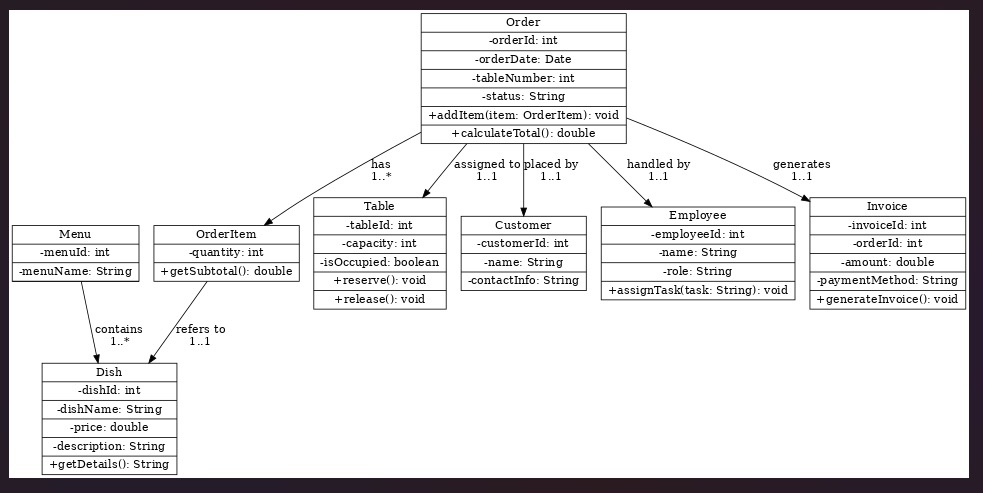 Order
-orderId: int
-orderDate: Date
-tableNumber: int
-status: String
+addItem(item: OrderItem): void
+calculateTotal(): double
has
1..*
assigned to
1..1
placed by
1..1
handled by
1..1
generates
1..1
Menu
-menuId: int
-menuName: String
OrderItem
-quantity: int
+getSubtotal(): double
Table
-tableId: int
-capacity: int
-isOccupied: boolean
+reserve(): void
+release(): void
Customer
-customerId: int
-name: String
-contactInfo: String
Employee
-employeeId: int
-name: String
-role: String
+assignTask(task: String): void
Invoice
-invoiceId: int
-orderId: int
-amount: double
-paymentMethod: String
+generateInvoice(): void
contains
1..*
refers to
1..1
Dish
-dishId: int
-dishName: String
-price: double
-description: String
+getDetails(): String